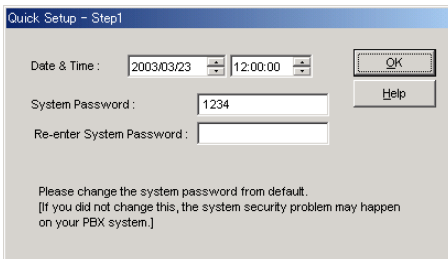 Quick Setup - Step1
Date & Time : 2003/03/23 12:00:00 OK
System Password : 1234 Help
Re-enter System Password :
Please change the system password from default.
[If you did not change this, the system security problem may happen
on your PBX system.]